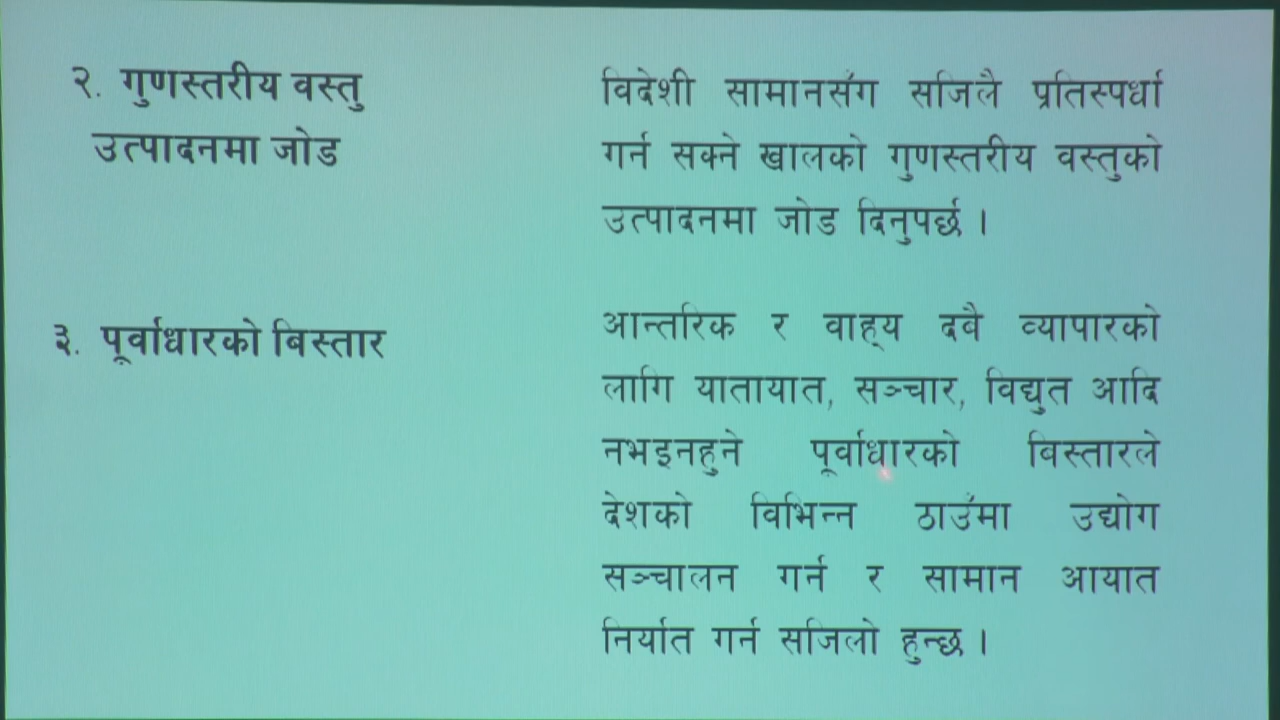 २. गुणस्तरीय वस्तु
उत्पादनमा जोड
विदेशी सामानसँग सजिलै प्रतिस्पर्धा
गर्न सक्ने खालको गुणस्तरीय वस्तुको
उत्पादनमा जोड दिनुपर्छ ।
३. पूर्वाधारको बिस्तार
आन्तरिक र वाह्य दवै व्यापारको
लागि यातायात, सञ्चार, विद्युत आदि
नभइनहुने पूर्वाधारको बिस्तारले
देशको विभिन्न ठाउँमा उद्योग
सञ्चालन गर्न र सामान आयात
निर्यात गर्न सजिलो हुन्छ ।